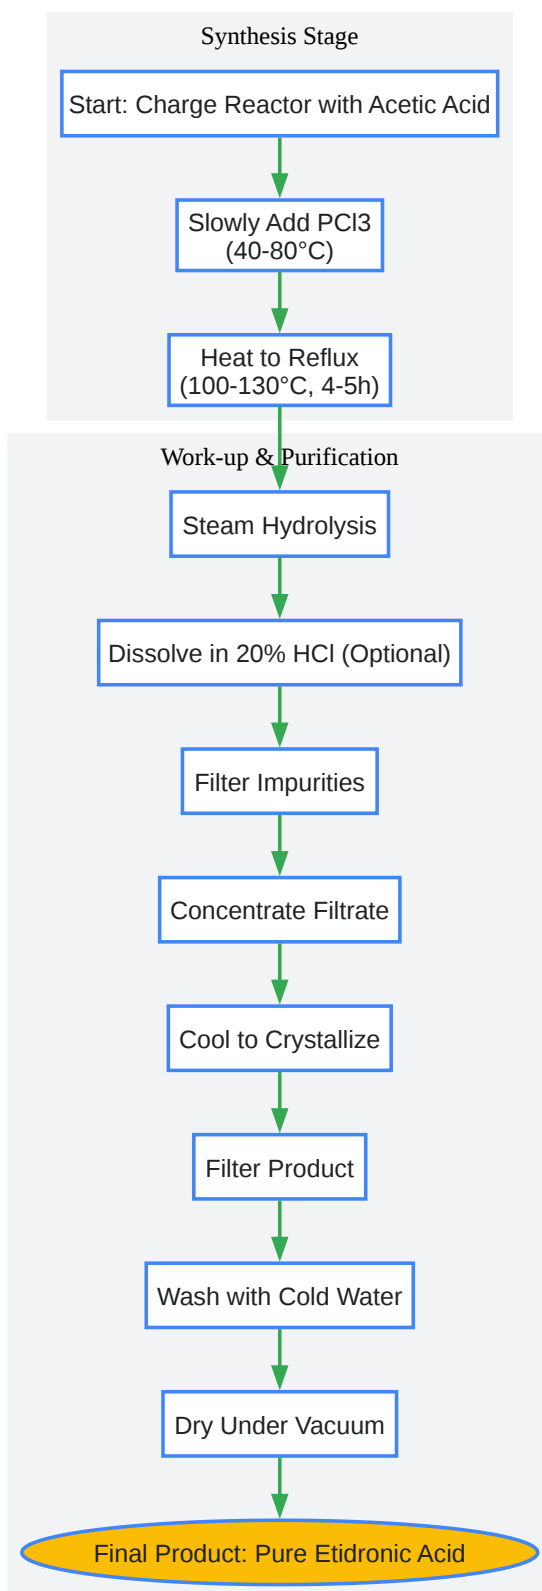 Synthesis Stage
Start: Charge Reactor with Acetic Acid
Slowly Add PCl3
(40-80°C)
Heat to Reflux
(100-130°C, 4-5h)
Work-up & Purification
Steam Hydrolysis
Dissolve in 20% HCl (Optional)
Filter Impurities
Concentrate Filtrate
Cool to Crystallize
Filter Product
Wash with Cold Water
Dry Under Vacuum
Final Product: Pure Etidronic Acid